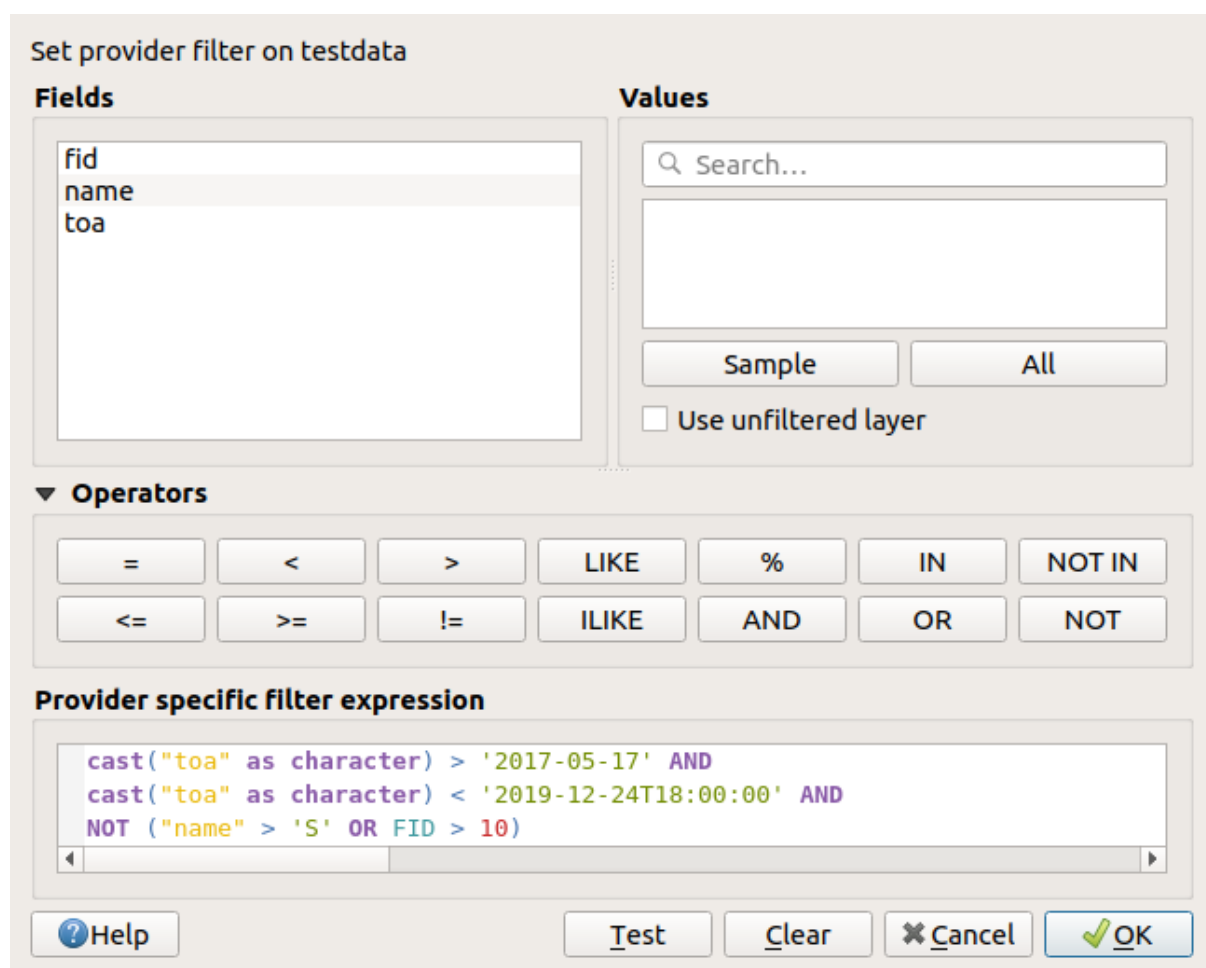 Set provider filter on testdata
Fields
Values
fid
name
toa
Search...
Sample
All
Use unfiltered layer
Operators
= < > LIKE % IN NOT IN
<= >= != ILIKE AND OR NOT
Provider specific filter expression
cast("toa" as character) > '2017-05-17' AND
cast("toa" as character) < '2019-12-24T18:00:00' AND
NOT ("name" > 'S' OR FID > 10)
Help Test Clear Cancel OK